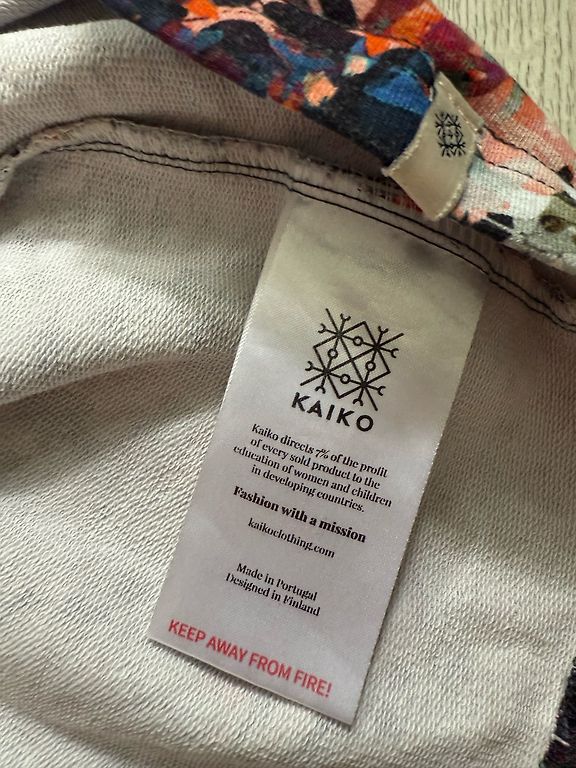 KAIKO
Kaiko directs 7% of the profit
of every sold product to the
education of women and children
in developing countries.
Fashion with a mission
kaikoclothing.com
Made in Portugal
Designed in Finland
KEEP AWAY FROM FIRE!